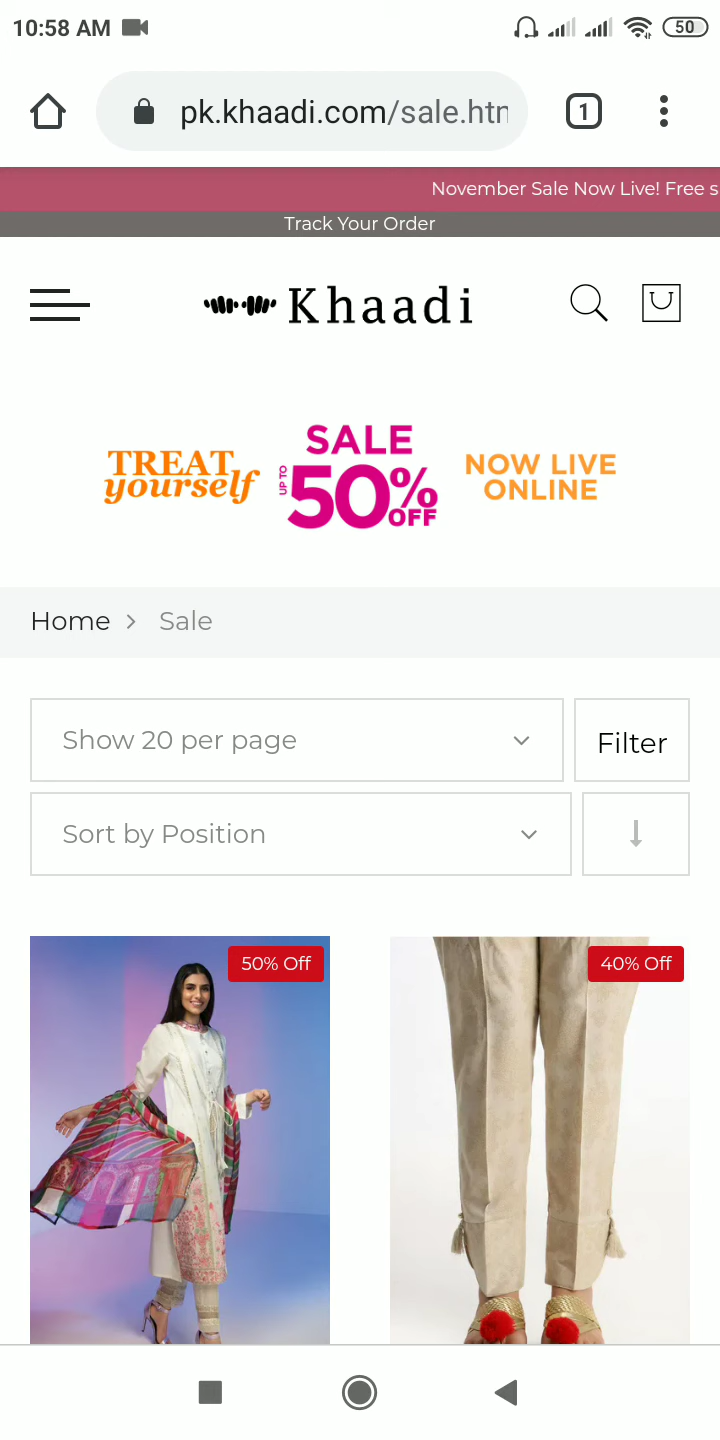 10:58 AM
50
pk.khaadi.com/sale.htm
1
November Sale Now Live! Free s
Track Your Order
Khaadi
TREAT
yourself
SALE
UP TO
50%
OFF
NOW LIVE
ONLINE
Home > Sale
Show 20 per page
Filter
Sort by Position
50% Off
40% Off